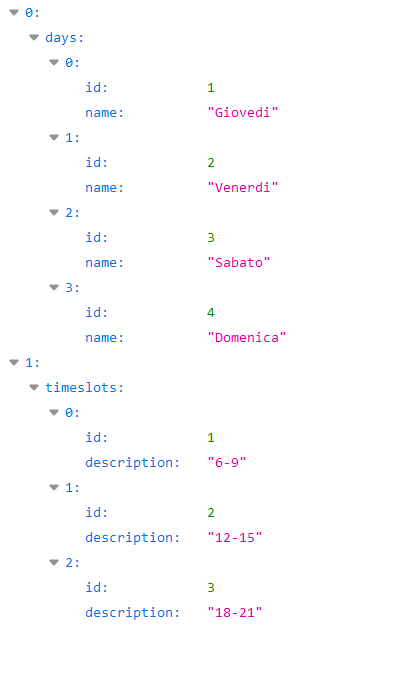 0:
days:
0:
id: 1
name: "Giovedi"
1:
id: 2
name: "Venerdi"
2:
id: 3
name: "Sabato"
3:
id: 4
name: "Domenica"
1:
timeslots:
0:
id: 1
description: "6-9"
1:
id: 2
description: "12-15"
2:
id: 3
description: "18-21"